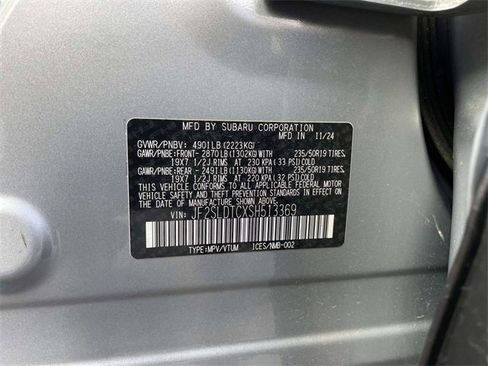 MFD BY SUBARU CORPORATION
MFD IN 11/24
GVWR/PNBV: 4901LB(2223KG)
GAWR/PNBE:FRONT- 2870LB(1302KG)WITH 235/50R19 TIRES,
19X7 1/2J RIMS AT 230 KPA(33 PSI)COLD
GAWR/PNBE:REAR - 2491LB(1130KG)WITH 235/50R19 TIRES,
19X7 1/2J RIMS AT 220 KPA(32 PSI)COLD
THIS VEHICLE CONFORMS TO ALL APPLICABLE
FEDERAL MOTOR VEHICLE SAFETY AND THEFT
PREVENTION STANDARDS IN EFFECT ON THE DATE
OF MANUFACTURE SHOWN ABOVE.
VIN: JF2SLDTCXSH513369
TYPE:MPV/VTUM ICES/NMB-002